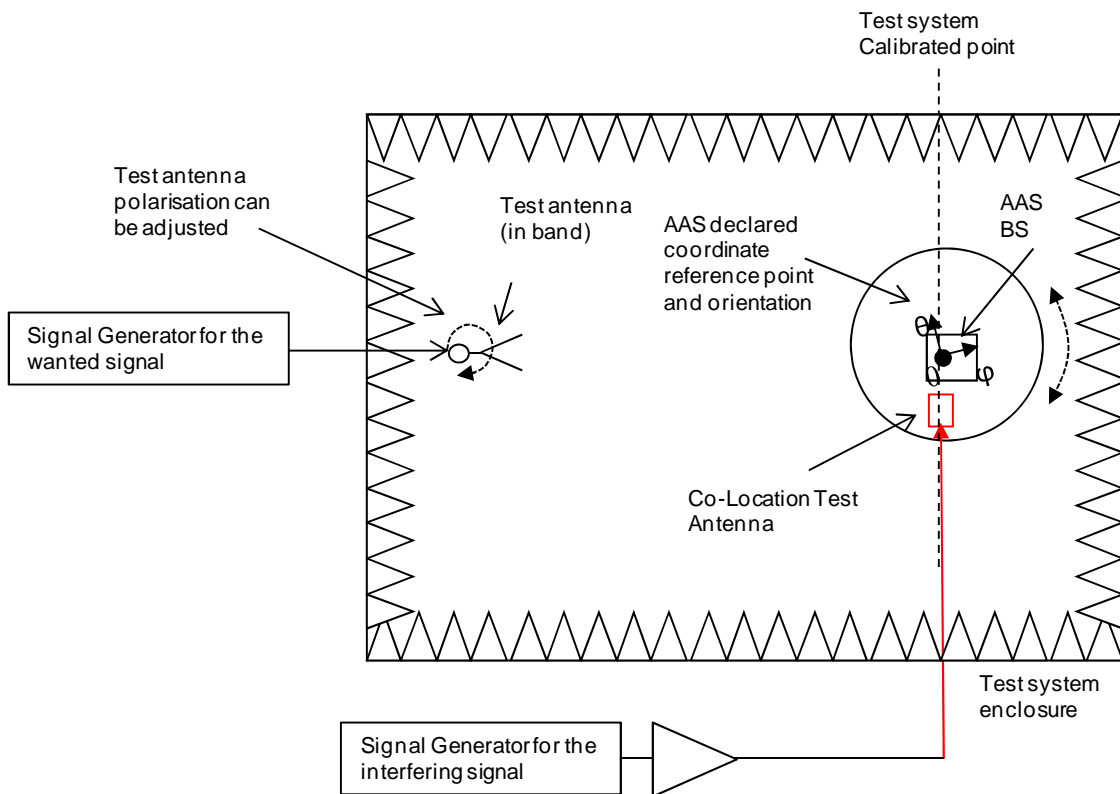 Test system
Calibrated point
Test antenna
polarisation can
be adjusted
Test antenna
(in band)
AAS declared
coordinate
reference point
and orientation
AAS
BS
Signal Generator for the
wanted signal
θ
0
φ
Co-Location Test
Antenna
Test system
enclosure
Signal Generator for the
interfering signal